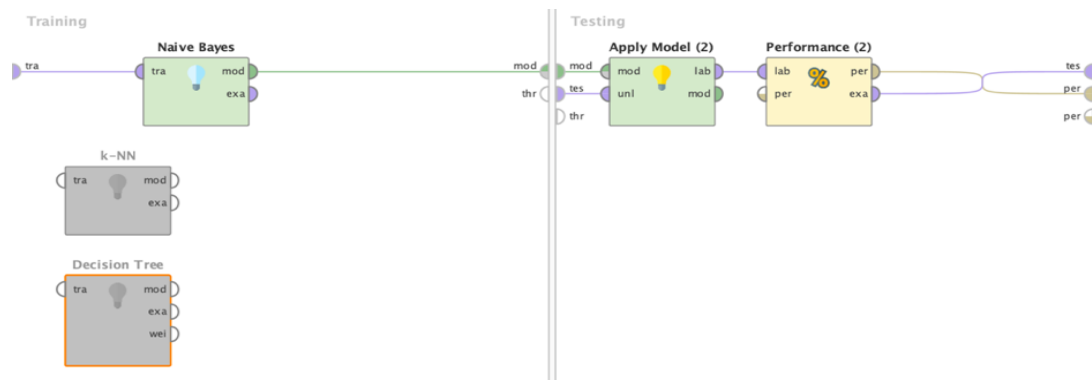 Training
Testing
Naive Bayes
Apply Model (2)
Performance (2)
tra
tra
mod
exa
mod
thr
mod
tes
thr
mod
unl
lab
mod
lab
per
per
exa
tes
per
per
k-NN
tra
mod
exa
Decision Tree
tra
mod
exa
wei
%